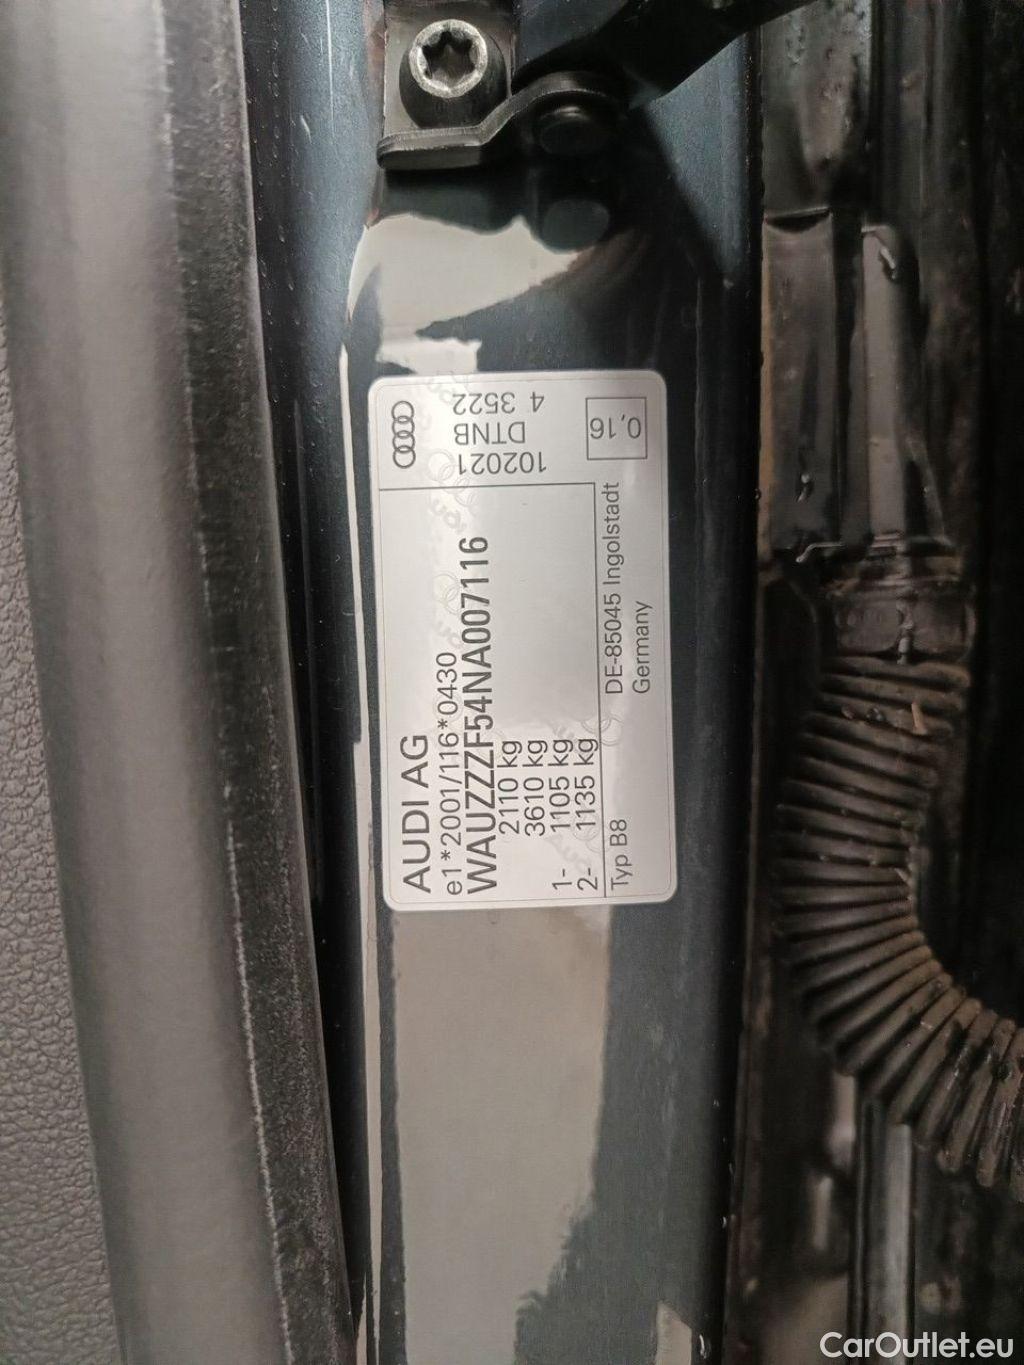 AUDI AG
e1*2001/116*0430
WAUZZZF54NA007116
2110 kg
3610 kg
1- 1105 kg
2- 1135 kg
Typ B8
DE-85045 Ingolstadt
Germany
102021
DTNB
4 3522
0,16
CarOutlet.eu